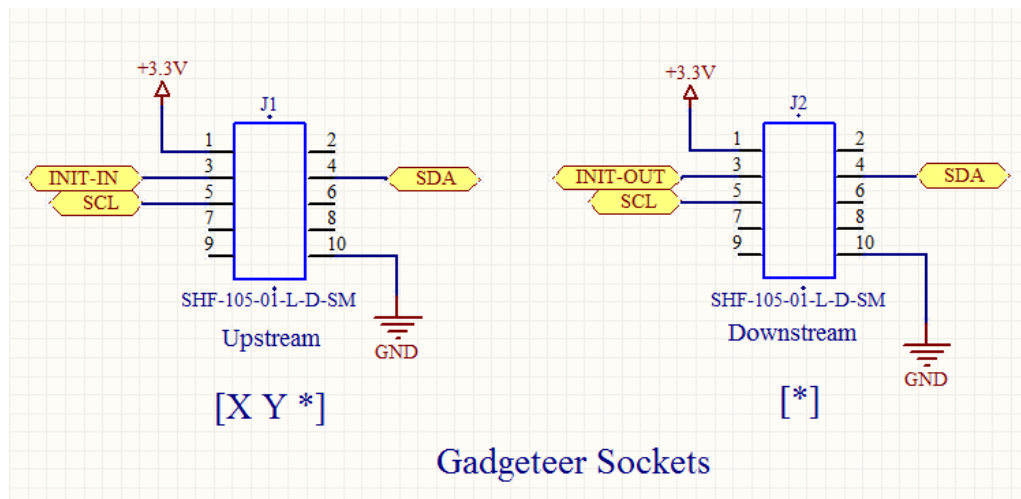 +3.3V
J1
1 2
INIT-IN 3 4 SDA
SCL 5 6
7 8
9 10
SHF-105-01-L-D-SM
Upstream
GND
[X Y *]
+3.3V
J2
1 2
INIT-OUT 3 4 SDA
SCL 5 6
7 8
9 10
SHF-105-01-L-D-SM
Downstream
GND
[*]
Gadgeteer Sockets